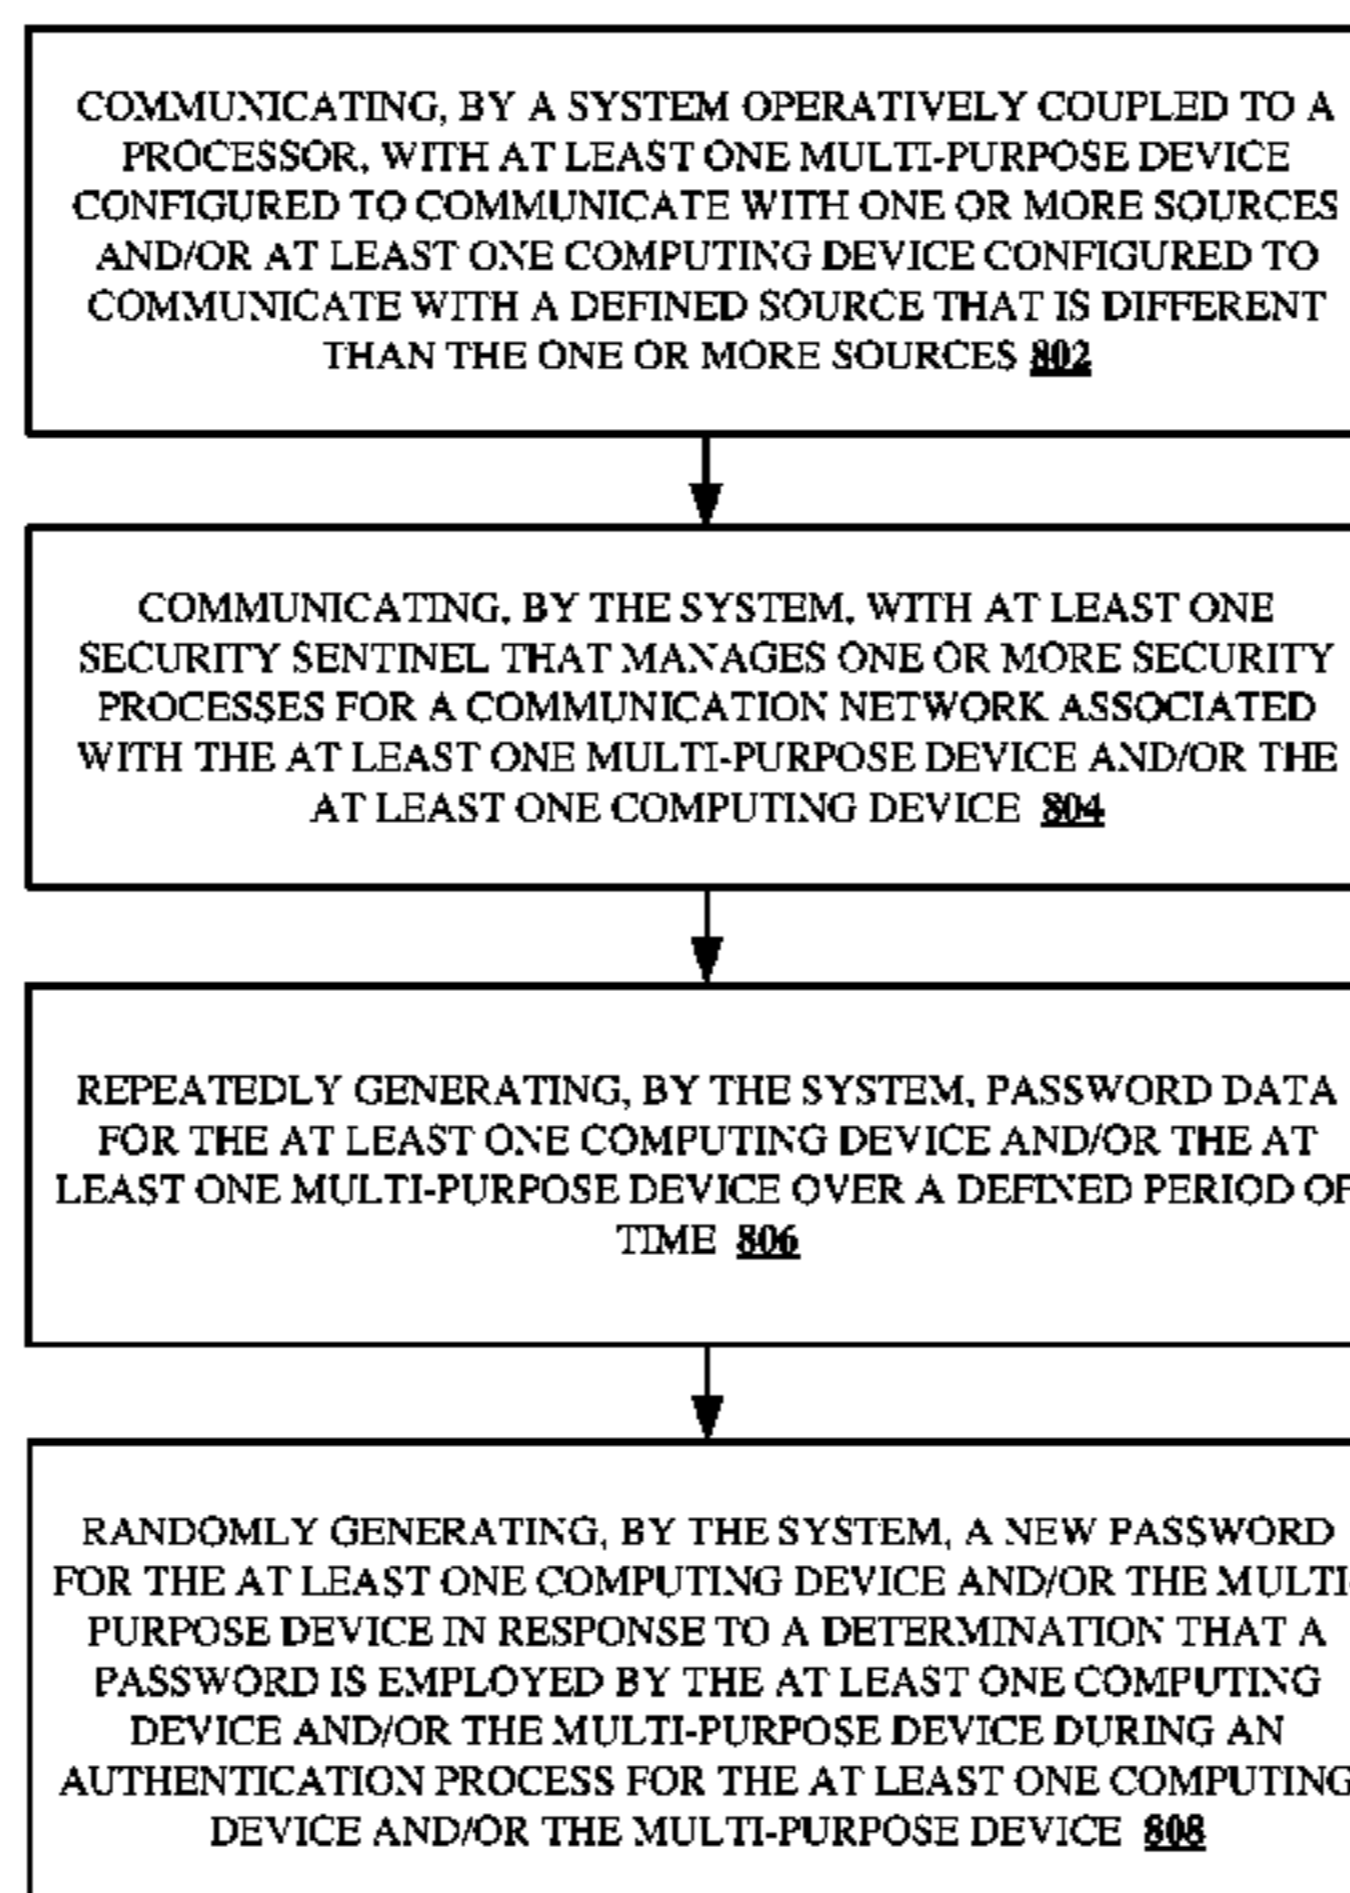 COMMUNICATING, BY A SYSTEM OPERATIVELY COUPLED TO A
PROCESSOR, WITH AT LEAST ONE MULTI-PURPOSE DEVICE
CONFIGURED TO COMMUNICATE WITH ONE OR MORE SOURCES
AND/OR AT LEAST ONE COMPUTING DEVICE CONFIGURED TO
COMMUNICATE WITH A DEFINED SOURCE THAT IS DIFFERENT
THAN THE ONE OR MORE SOURCES 802
COMMUNICATING, BY THE SYSTEM, WITH AT LEAST ONE
SECURITY SENTINEL THAT MANAGES ONE OR MORE SECURITY
PROCESSES FOR A COMMUNICATION NETWORK ASSOCIATED
WITH THE AT LEAST ONE MULTI-PURPOSE DEVICE AND/OR THE
AT LEAST ONE COMPUTING DEVICE 804
REPEATEDLY GENERATING, BY THE SYSTEM, PASSWORD DATA
FOR THE AT LEAST ONE COMPUTING DEVICE AND/OR THE AT
LEAST ONE MULTI-PURPOSE DEVICE OVER A DEFINED PERIOD OF
TIME 806
RANDOMLY GENERATING, BY THE SYSTEM, A NEW PASSWORD
FOR THE AT LEAST ONE COMPUTING DEVICE AND/OR THE MULTI-
PURPOSE DEVICE IN RESPONSE TO A DETERMINATION THAT A
PASSWORD IS EMPLOYED BY THE AT LEAST ONE COMPUTING
DEVICE AND/OR THE MULTI-PURPOSE DEVICE DURING AN
AUTHENTICATION PROCESS FOR THE AT LEAST ONE COMPUTING
DEVICE AND/OR THE MULTI-PURPOSE DEVICE 808